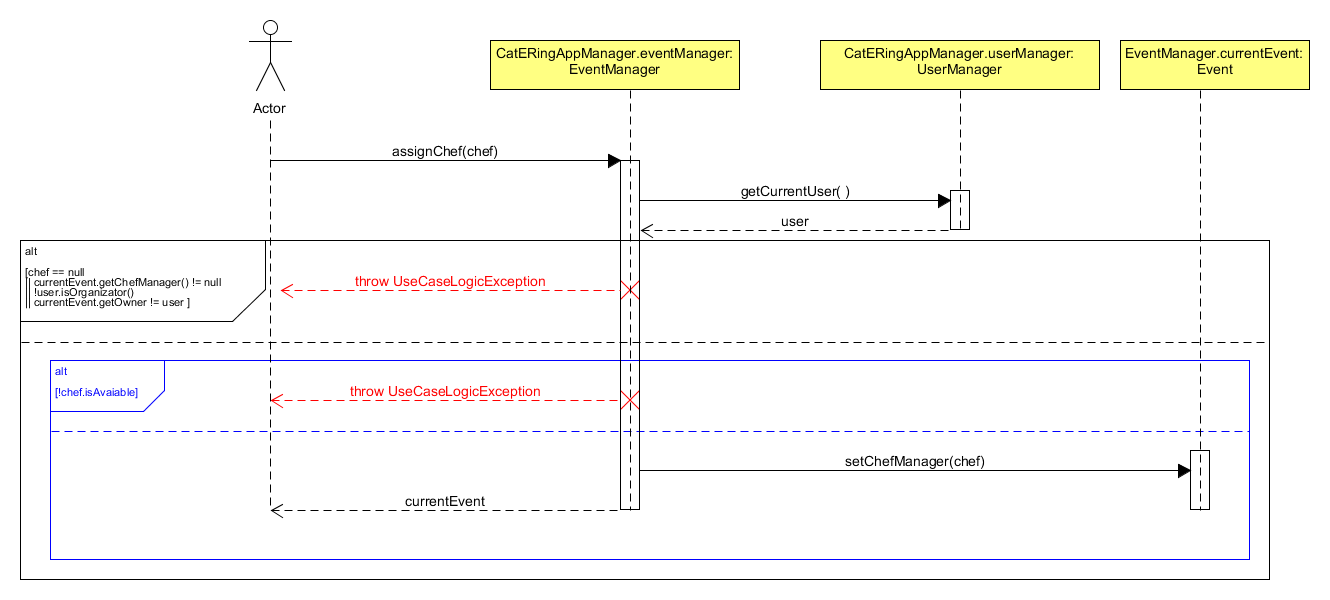 CatERingAppManager.eventManager:
EventManager
CatERingAppManager.userManager:
UserManager
EventManager.currentEvent:
Event
Actor
assignChef(chef)
getCurrentUser( )
user
alt
[chef == null
|| currentEvent.getChefManager() != null
|| !user.isOrganizator()
|| currentEvent.getOwner != user ]
throw UseCaseLogicException
alt
[!chef.isAvaiable]
throw UseCaseLogicException
setChefManager(chef)
currentEvent